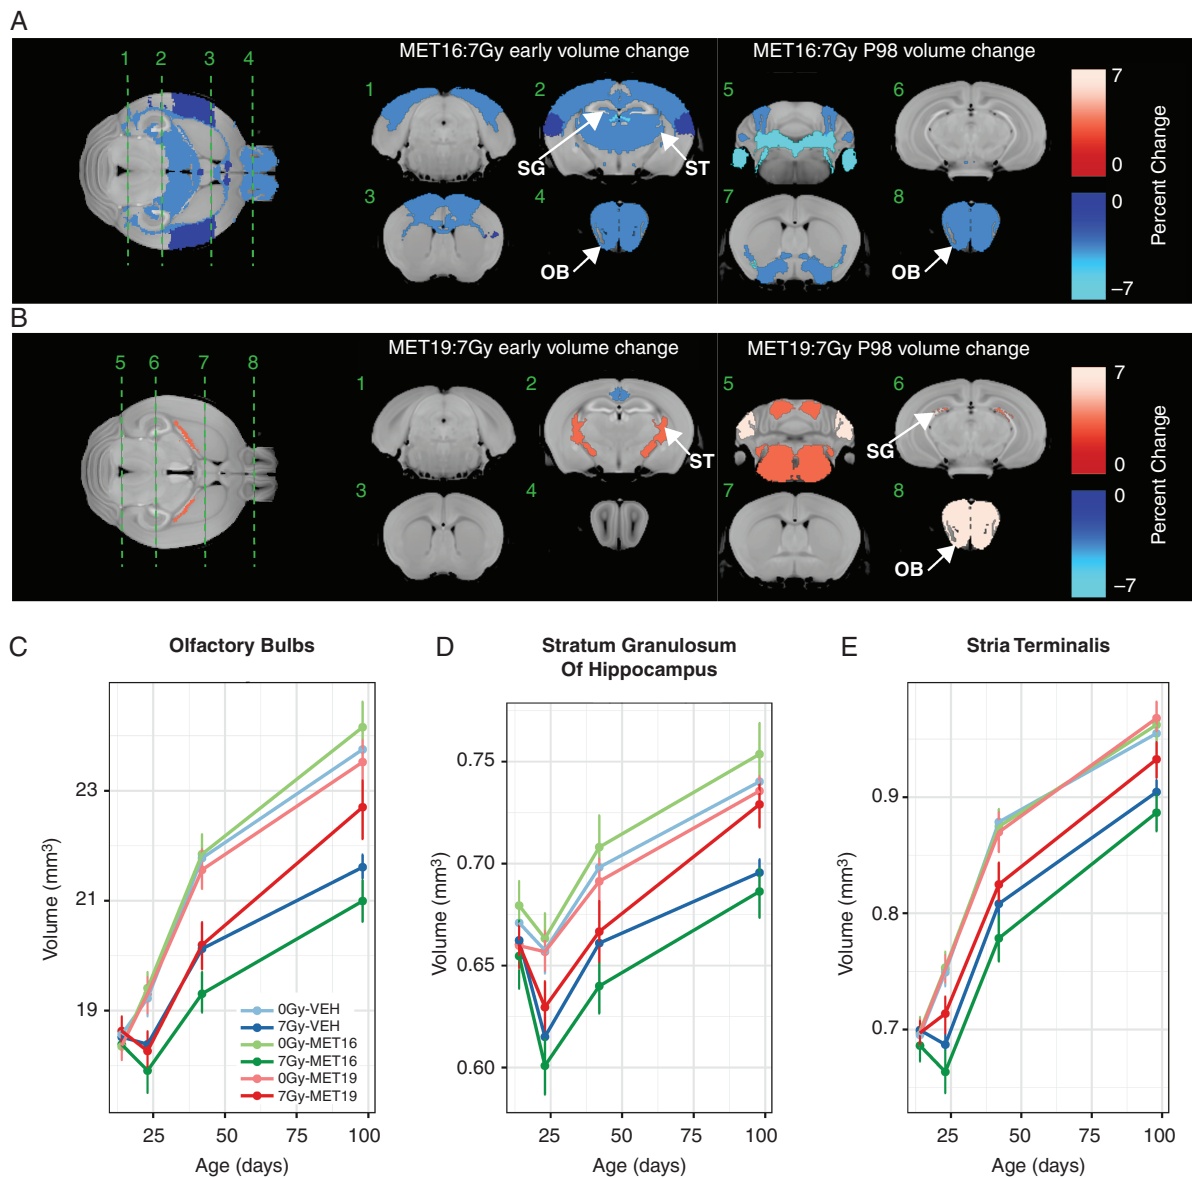 A
MET16:7Gy early volume change
MET16:7Gy P98 volume change
1 2 3 4
1
2
SG
ST
3
4
OB
5
6
7
8
OB
7
0
0
–7
Percent Change
B
MET19:7Gy early volume change
MET19:7Gy P98 volume change
5 6 7 8
1
2
ST
3
4
5
6
SG
7
8
OB
7
0
0
–7
Percent Change
C
Olfactory Bulbs
Volume (mm³)
23
21
19
0Gy-VEH
7Gy-VEH
0Gy-MET16
7Gy-MET16
0Gy-MET19
7Gy-MET19
25 50 75 100
Age (days)
D
Stratum Granulosum
Of Hippocampus
Volume (mm³)
0.75
0.70
0.65
0.60
25 50 75 100
Age (days)
E
Stria Terminalis
Volume (mm³)
0.9
0.8
0.7
25 50 75 100
Age (days)